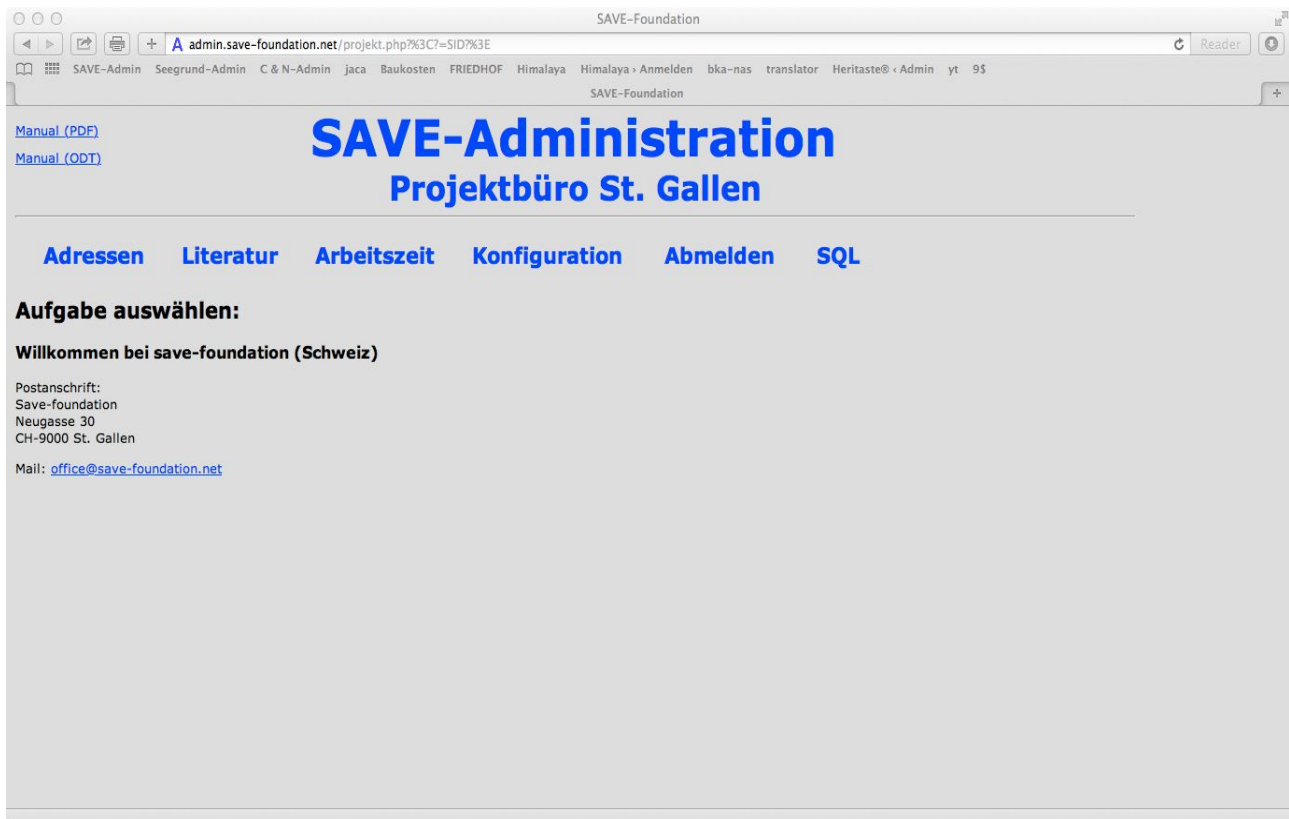 SAVE-Foundation
admin.save-foundation.net/projekt.php?%3C?=SID?%3E
Reader
SAVE-Admin Seegrund-Admin C & N-Admin jaca Baukosten FRIEDHOF Himalaya Himalaya › Anmelden bka-nas translator Heritaste® ‹ Admin yt 9$
SAVE-Foundation
Manual (PDF)
Manual (ODT)
SAVE-Administration
Projektbüro St. Gallen
Adressen Literatur Arbeitszeit Konfiguration Abmelden SQL
Aufgabe auswählen:
Willkommen bei save-foundation (Schweiz)
Postanschrift:
Save-foundation
Neugasse 30
CH-9000 St. Gallen
Mail: office@save-foundation.net